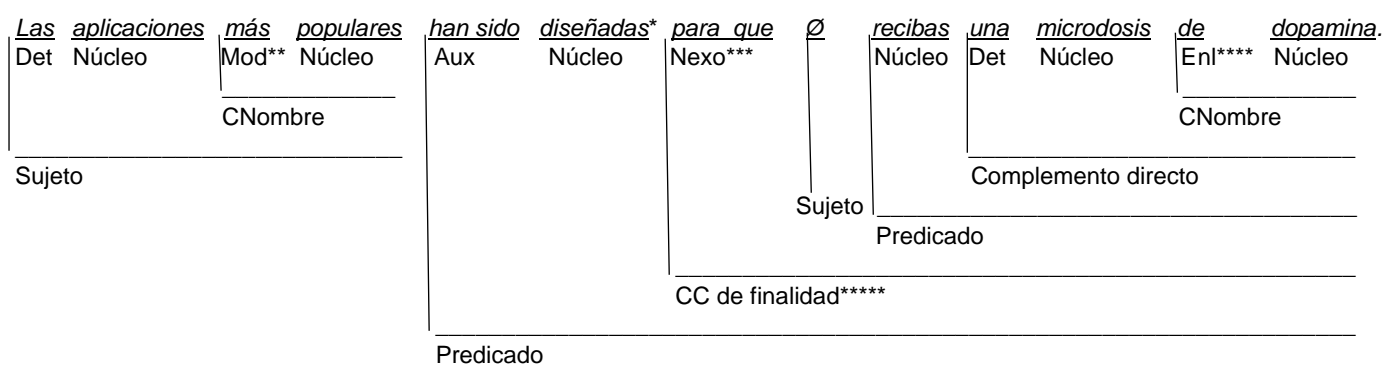 Las aplicaciones más populares han sido diseñadas* para que Ø recibas una microdosis de dopamina.
Det Núcleo Mod** Núcleo Aux Núcleo Nexo*** Núcleo Det Núcleo Enl**** Núcleo
CNombre CNombre
Sujeto Complemento directo
Sujeto
Predicado
CC de finalidad*****
Predicado